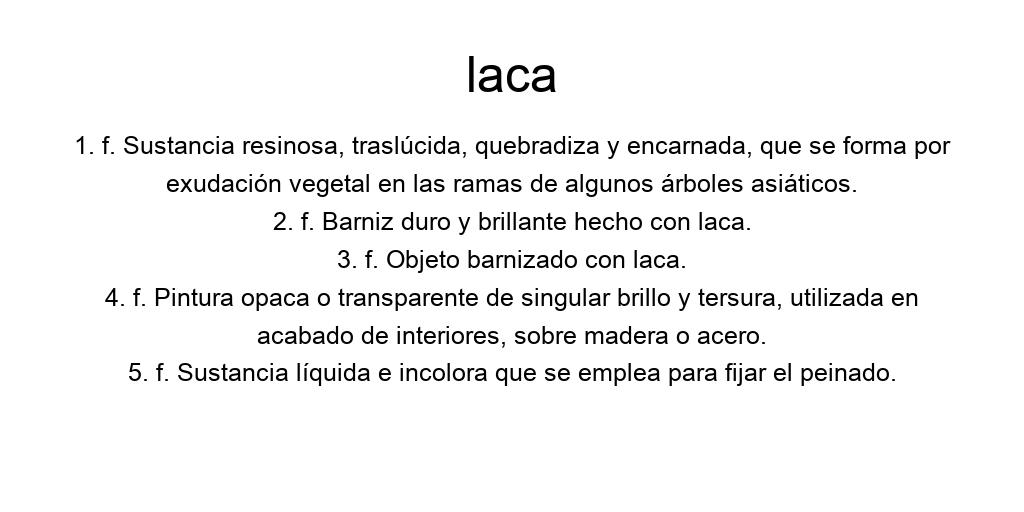 laca
1. f. Sustancia resinosa, traslúcida, quebradiza y encarnada, que se forma por
exudación vegetal en las ramas de algunos árboles asiáticos.
2. f. Barniz duro y brillante hecho con laca.
3. f. Objeto barnizado con laca.
4. f. Pintura opaca o transparente de singular brillo y tersura, utilizada en
acabado de interiores, sobre madera o acero.
5. f. Sustancia líquida e incolora que se emplea para fijar el peinado.